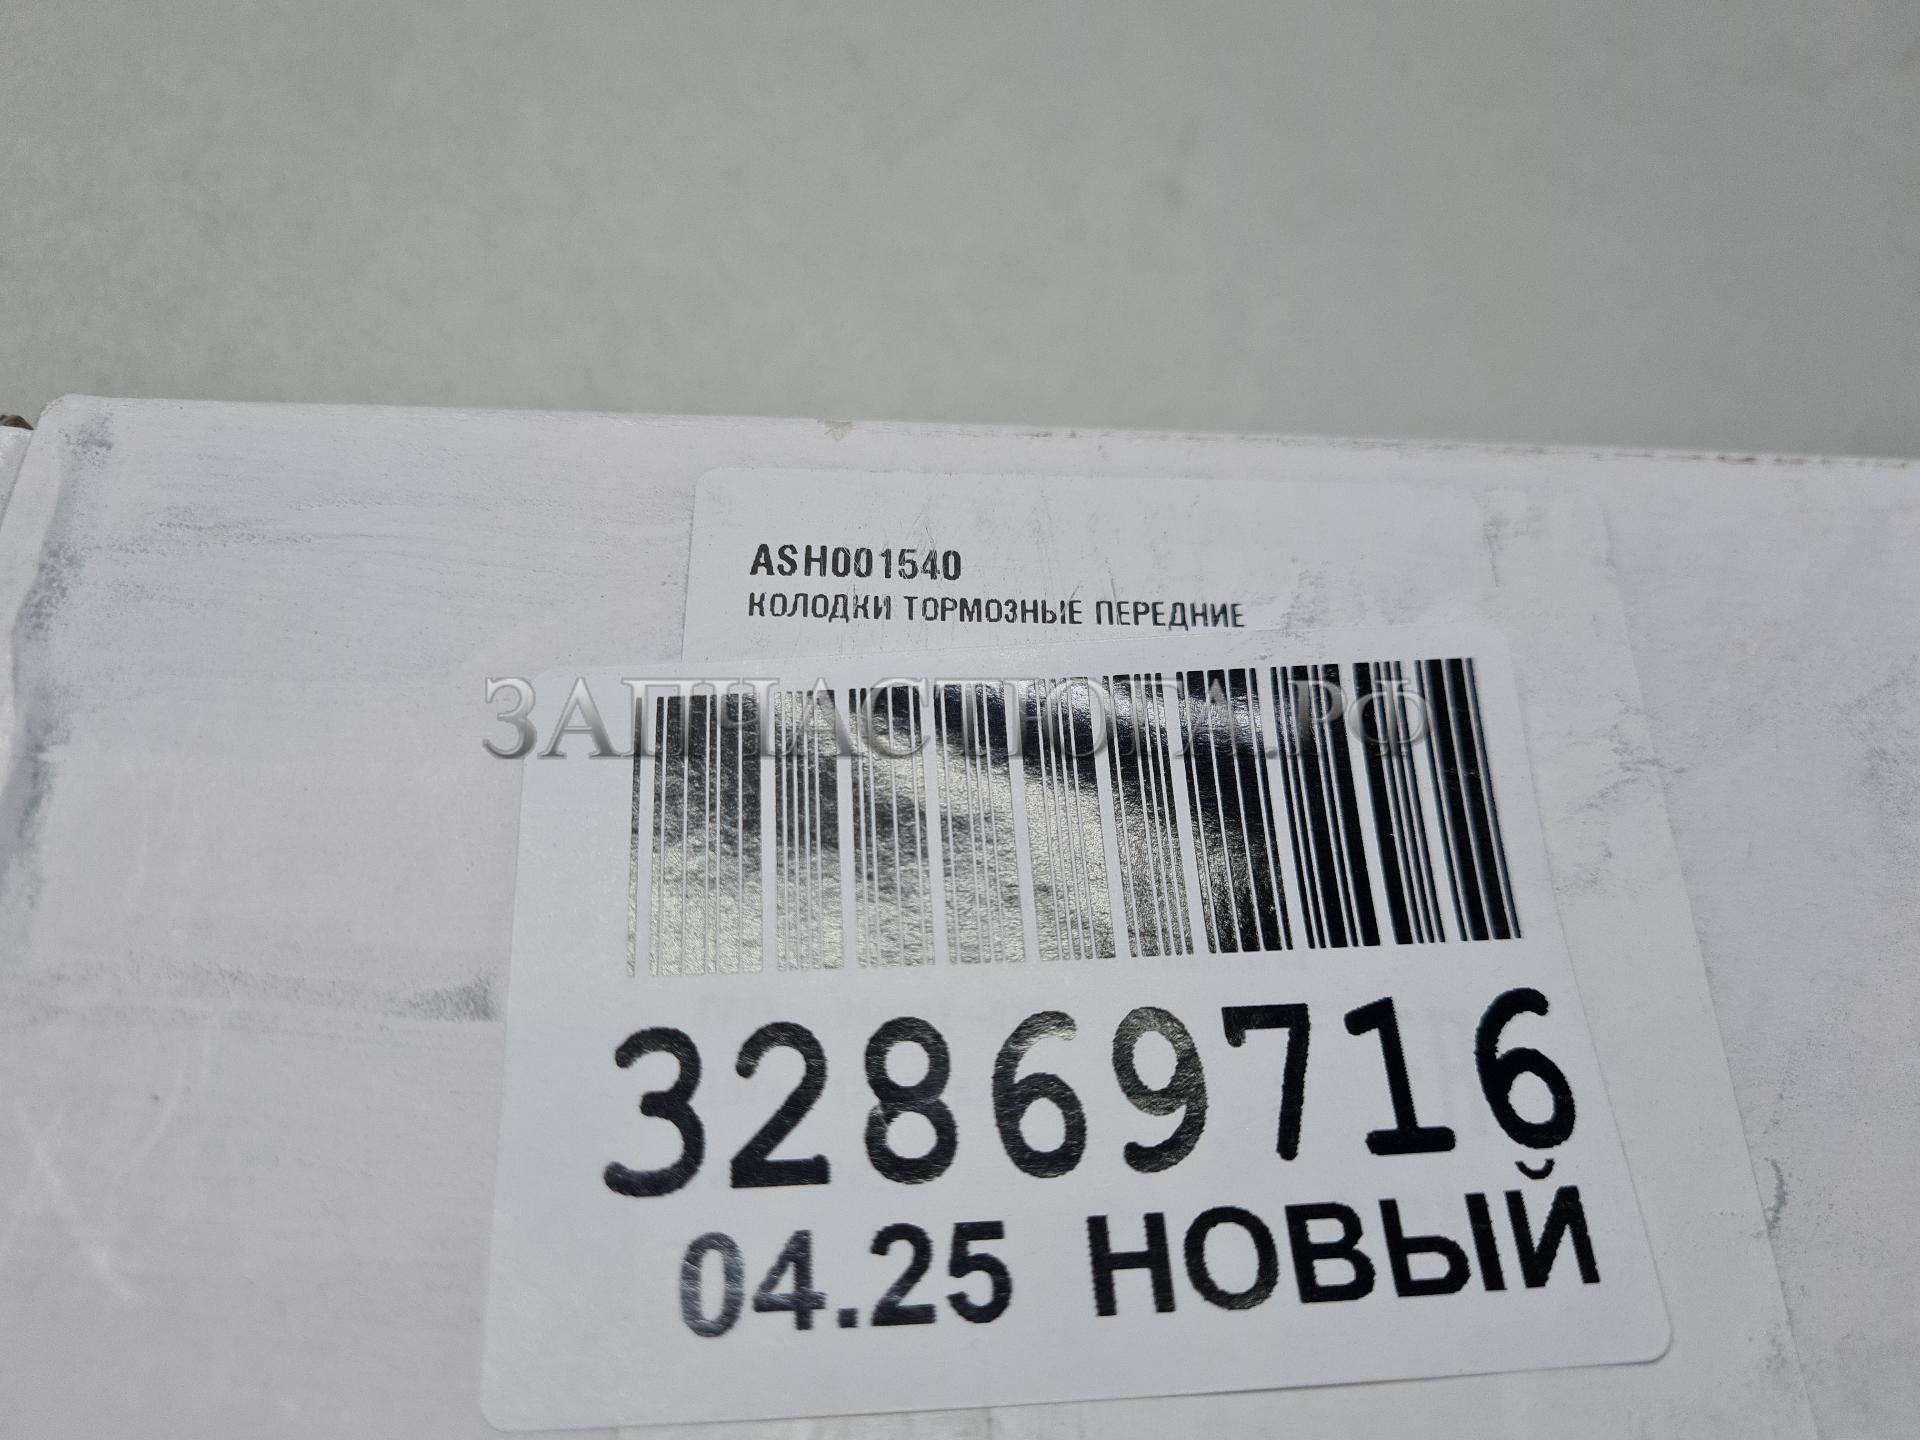 ASH001540
КОЛОДКИ ТОРМОЗНЫЕ ПЕРЕДНИЕ
ЗАПЧАСТЮГА.РФ
32869716
04.25 НОВЫЙ